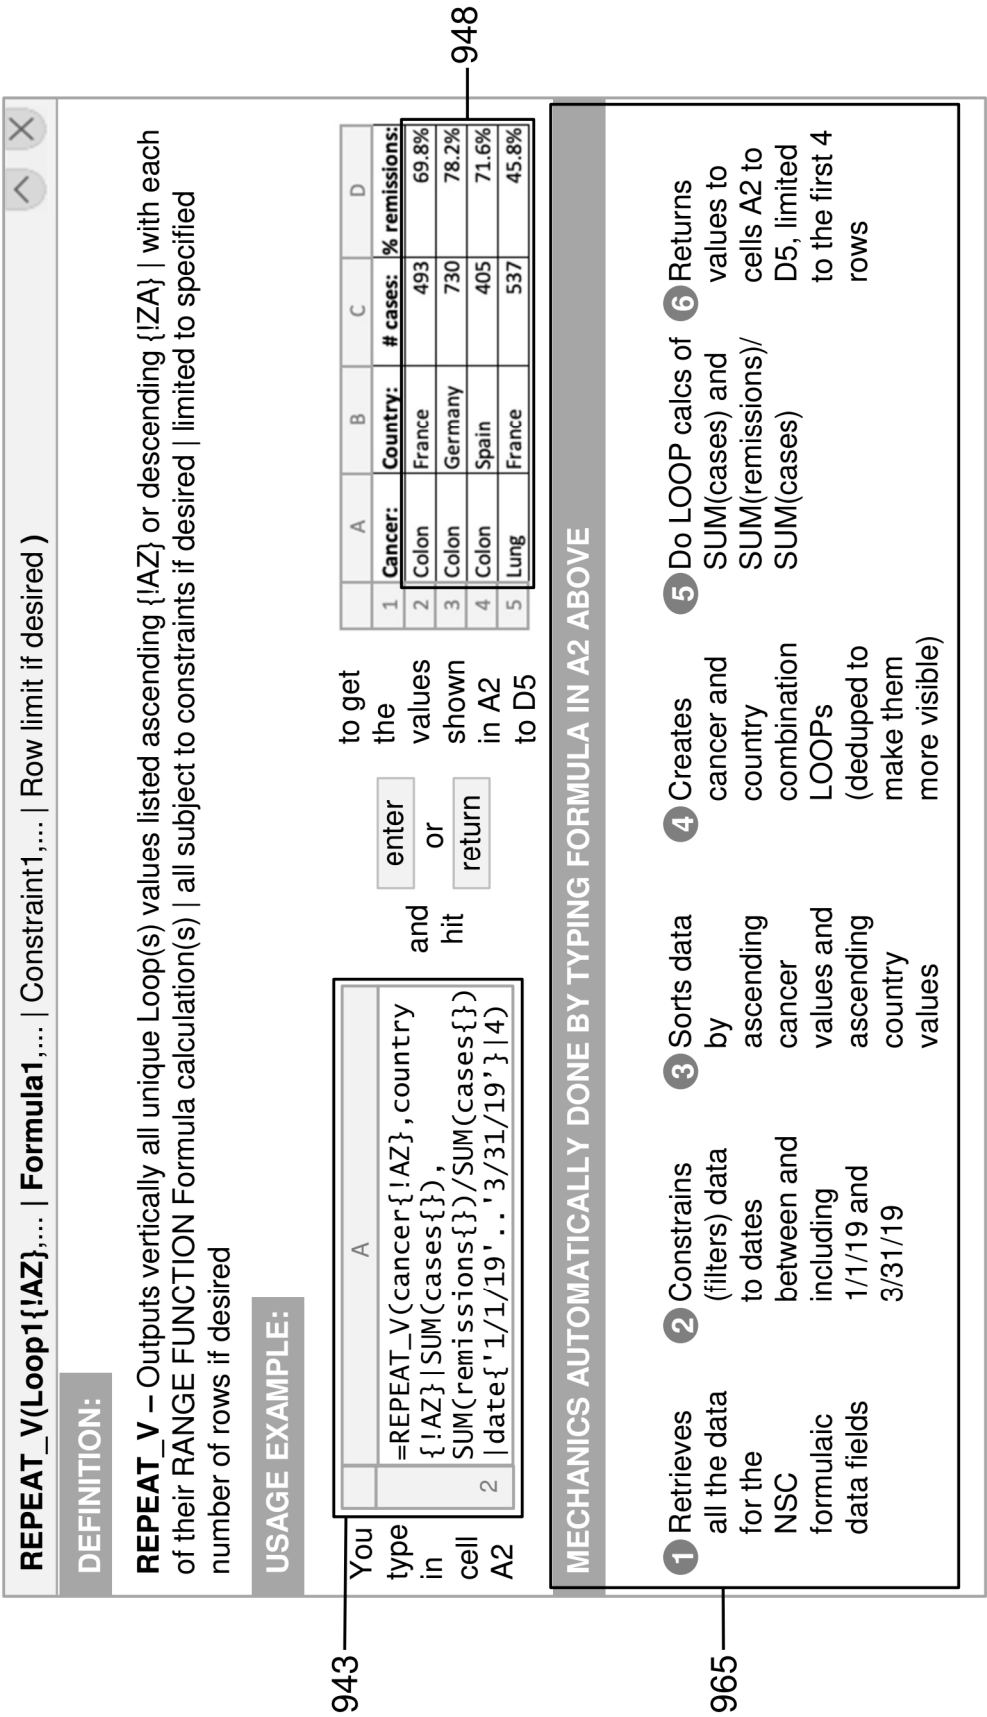 REPEAT_V(Loop1{!AZ},... | Formula1,... | Constraint1,... | Row limit if desired )
DEFINITION:
REPEAT_V – Outputs vertically all unique Loop(s) values listed ascending {!AZ} or descending {!ZA} | with each
of their RANGE FUNCTION Formula calculation(s) | all subject to constraints if desired | limited to specified
number of rows if desired
USAGE EXAMPLE:
943
You
type
in
cell
A2
A
2
=REPEAT_V(cancer{!AZ},country
{!AZ}|SUM(cases{}),
SUM(remissions{})/SUM(cases{})
|date{'1/1/19'..'3/31/19'}|4)
and
hit
enter
or
return
to get
the
values
shown
in A2
to D5
A B C D
1 Cancer: Country: # cases: % remissions:
2 Colon France 493 69.8%
3 Colon Germany 730 78.2%
4 Colon Spain 405 71.6%
5 Lung France 537 45.8%
948
MECHANICS AUTOMATICALLY DONE BY TYPING FORMULA IN A2 ABOVE
965
1 Retrieves
all the data
for the
NSC
formulaic
data fields
2 Constrains
(filters) data
to dates
between and
including
1/1/19 and
3/31/19
3 Sorts data
by
ascending
cancer
values and
ascending
country
values
4 Creates
cancer and
country
combination
LOOPs
(deduped to
make them
more visible)
5 Do LOOP calcs of
SUM(cases) and
SUM(remissions)/
SUM(cases)
6 Returns
values to
cells A2 to
D5, limited
to the first 4
rows